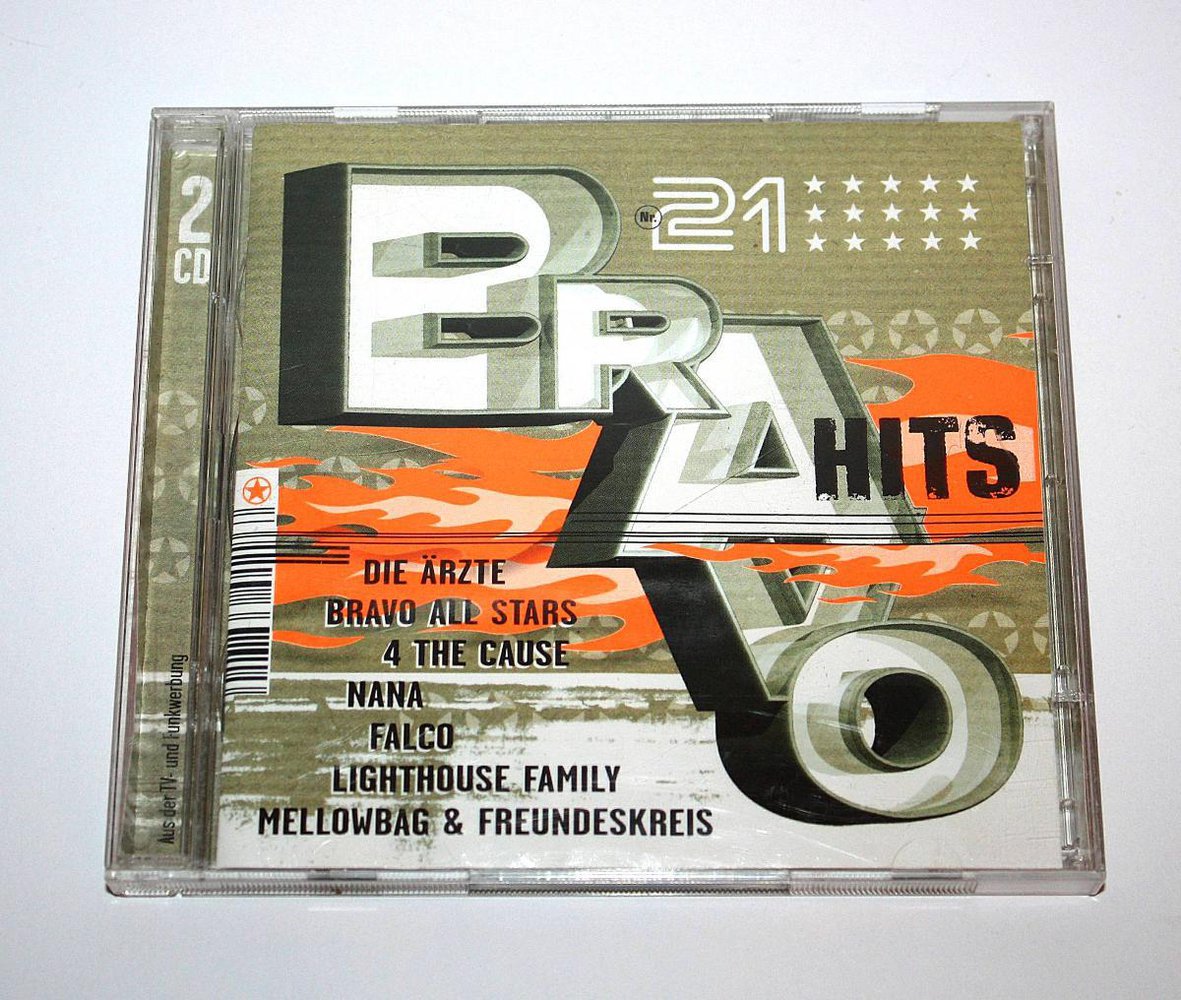 2
CD
Aus der TV- und Funkwerbung
Nr. 21
BRAVO
HITS
DIE ÄRZTE
BRAVO ALL STARS
4 THE CAUSE
NANA
FALCO
LIGHTHOUSE FAMILY
MELLOWBAG & FREUNDESKREIS